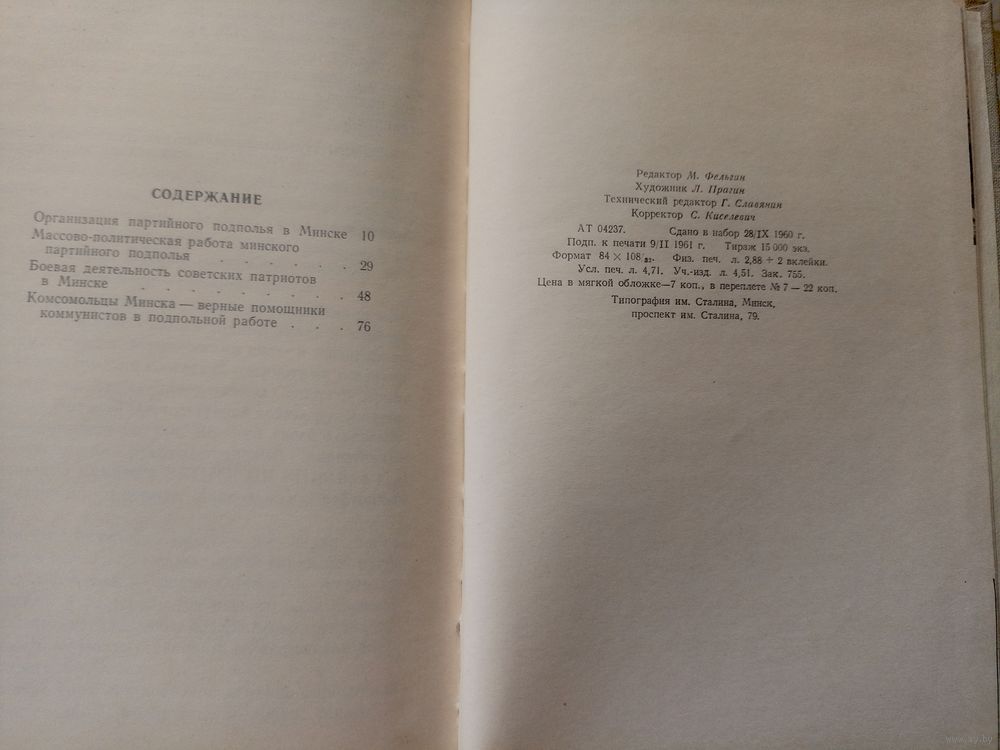 СОДЕРЖАНИЕ
Организация партийного подполья в Минске 10
Массово-политическая работа минского
партийного подполья . . . . . . 29
Боевая деятельность советских патриотов
в Минске . . . . . . . . 48
Комсомольцы Минска — верные помощники
коммунистов в подпольной работе . . . 76
Редактор М. Фельгин
Художник Л. Прагин
Технический редактор Г. Славянин
Корректор С. Киселевич
АТ 04237. Сдано в набор 28/IX 1960 г.
Подп. к печати 9/II 1961 г. Тираж 15 000 экз.
Формат 84 × 108 ¹/₃₂. Физ. печ. л. 2,88 + 2 вклейки.
Усл. печ. л. 4,71. Уч.-изд. л. 4,51. Зак. 755.
Цена в мягкой обложке—7 коп., в переплете № 7 — 22 коп.
Типография им. Сталина, Минск,
проспект им. Сталина, 79.
www.ay.by